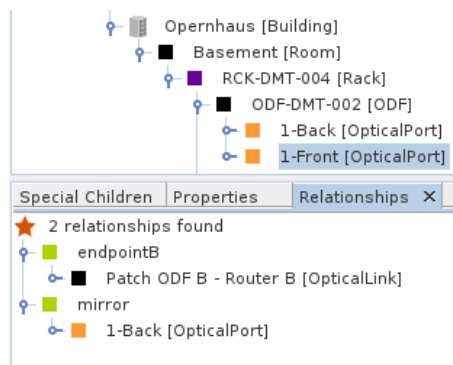 Opernhaus [Building]
Basement [Room]
RCK-DMT-004 [Rack]
ODF-DMT-002 [ODF]
1-Back [OpticalPort]
1-Front [OpticalPort]
Special Children Properties Relationships X
2 relationships found
endpointB
Patch ODF B - Router B [OpticalLink]
mirror
1-Back [OpticalPort]